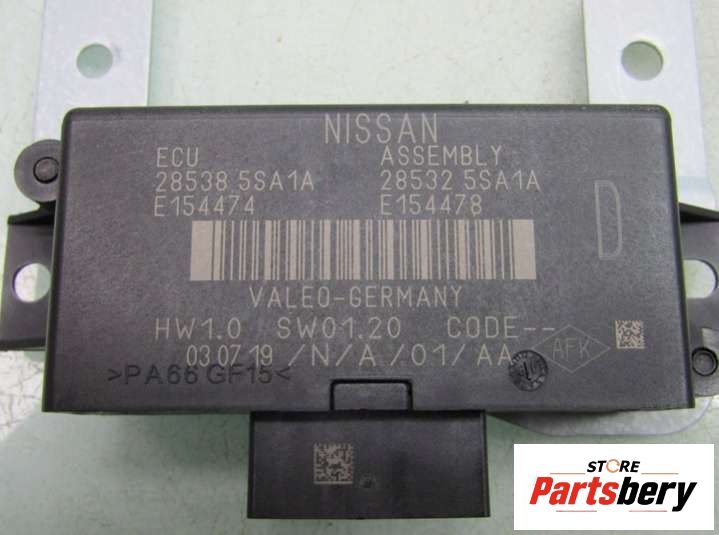 NISSAN
ECU ASSEMBLY
28538 5SA1A 28532 5SA1A
E154474 E154478
D
VALEO-GERMANY
HW1.0 SW01.20 CODE--
03.07.19 /N/A/01/AA
AFK
>PA66 GF15<
STORE
Partsbery